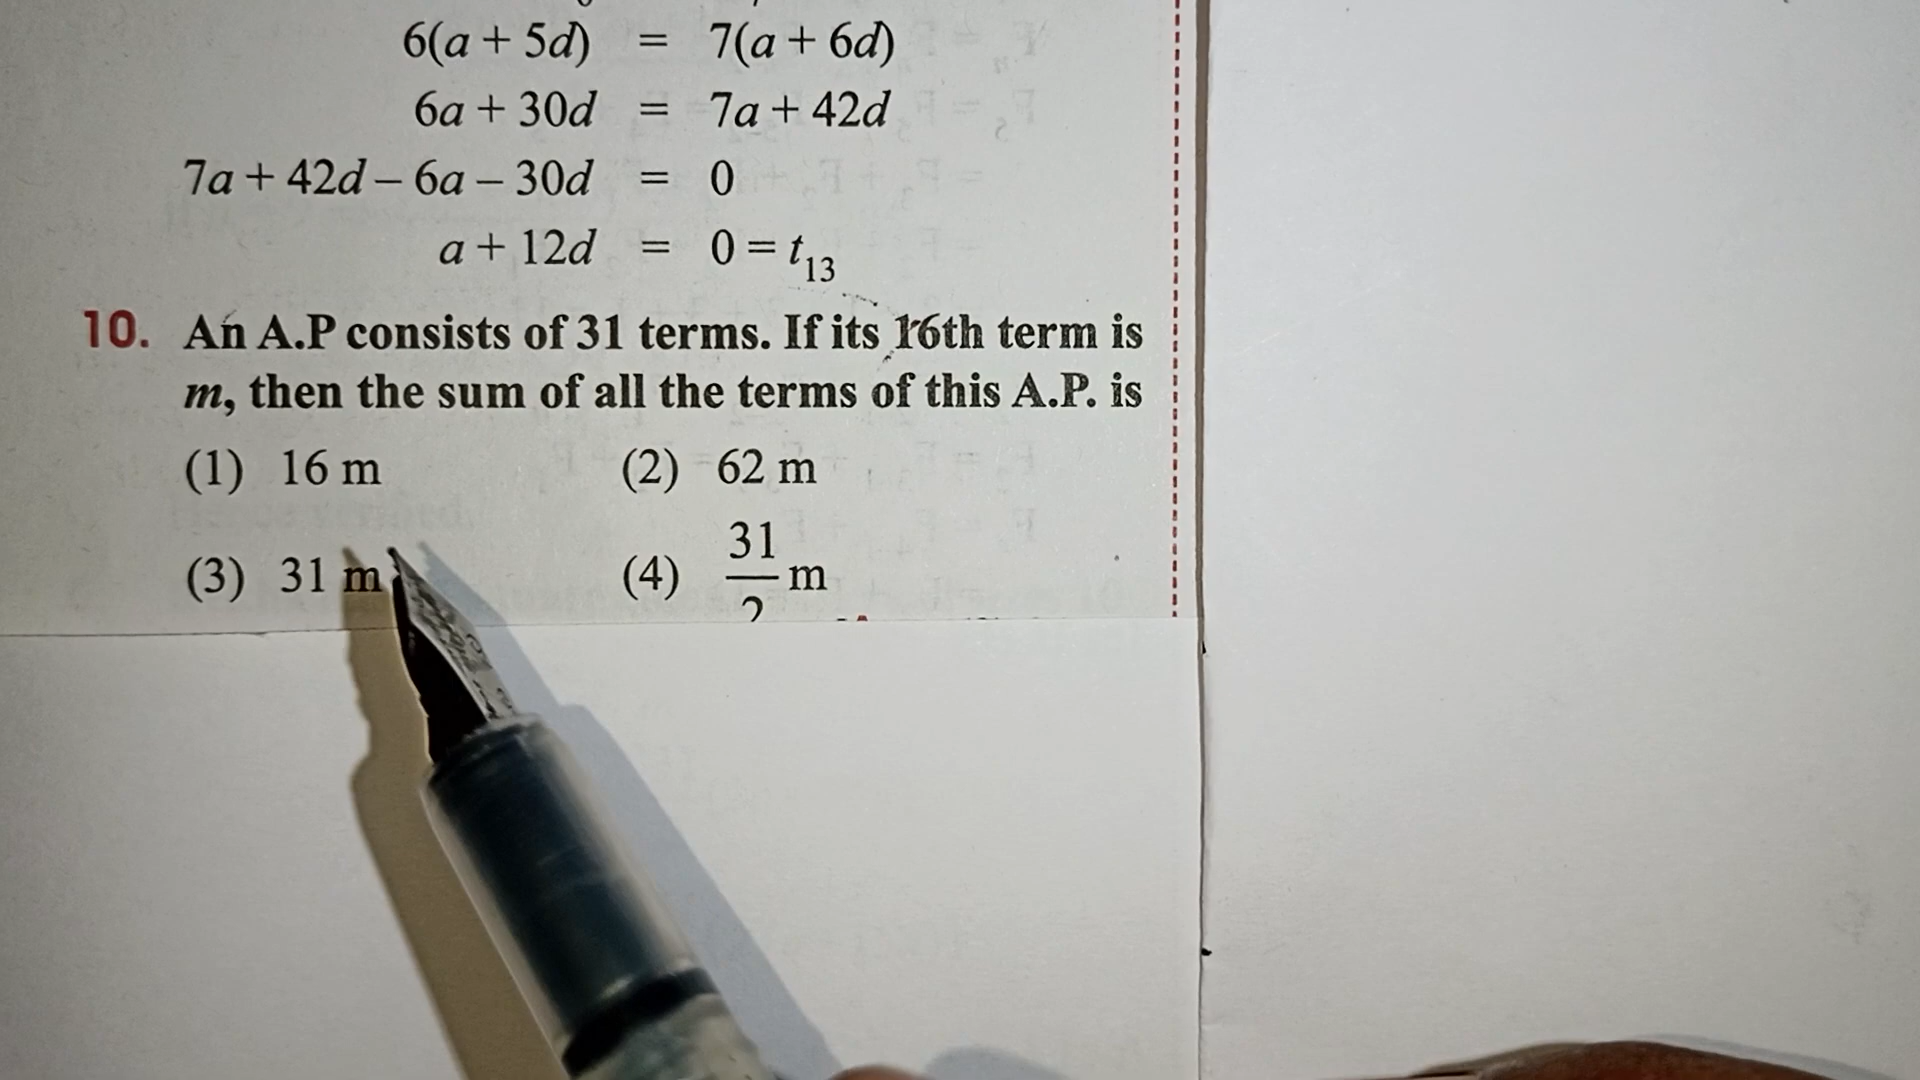 6(a + 5d) = 7(a + 6d)
6a + 30d = 7a + 42d
7a + 42d – 6a – 30d = 0
a + 12d = 0 = t₁₃
10. An A.P consists of 31 terms. If its 16th term is
m, then the sum of all the terms of this A.P. is
(1) 16 m (2) 62 m
(3) 31 m (4) 31/2 m